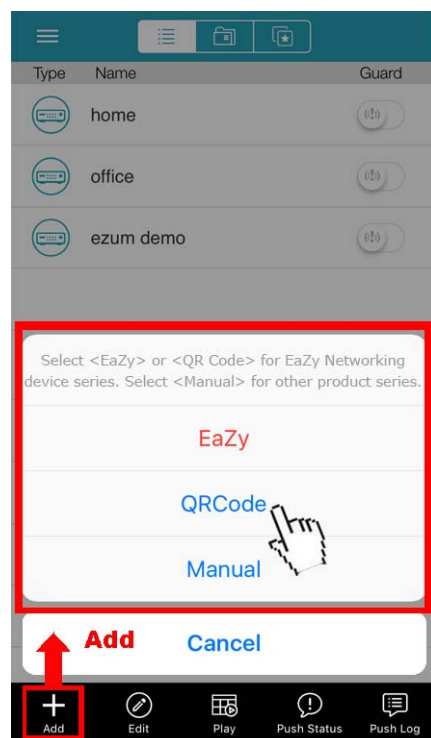 Type Name Guard
home
office
ezum demo
Select <EaZy> or <QR Code> for EaZy Networking
device series. Select <Manual> for other product series.
EaZy
QRCode
Manual
Add Cancel
Add Edit Play Push Status Push Log